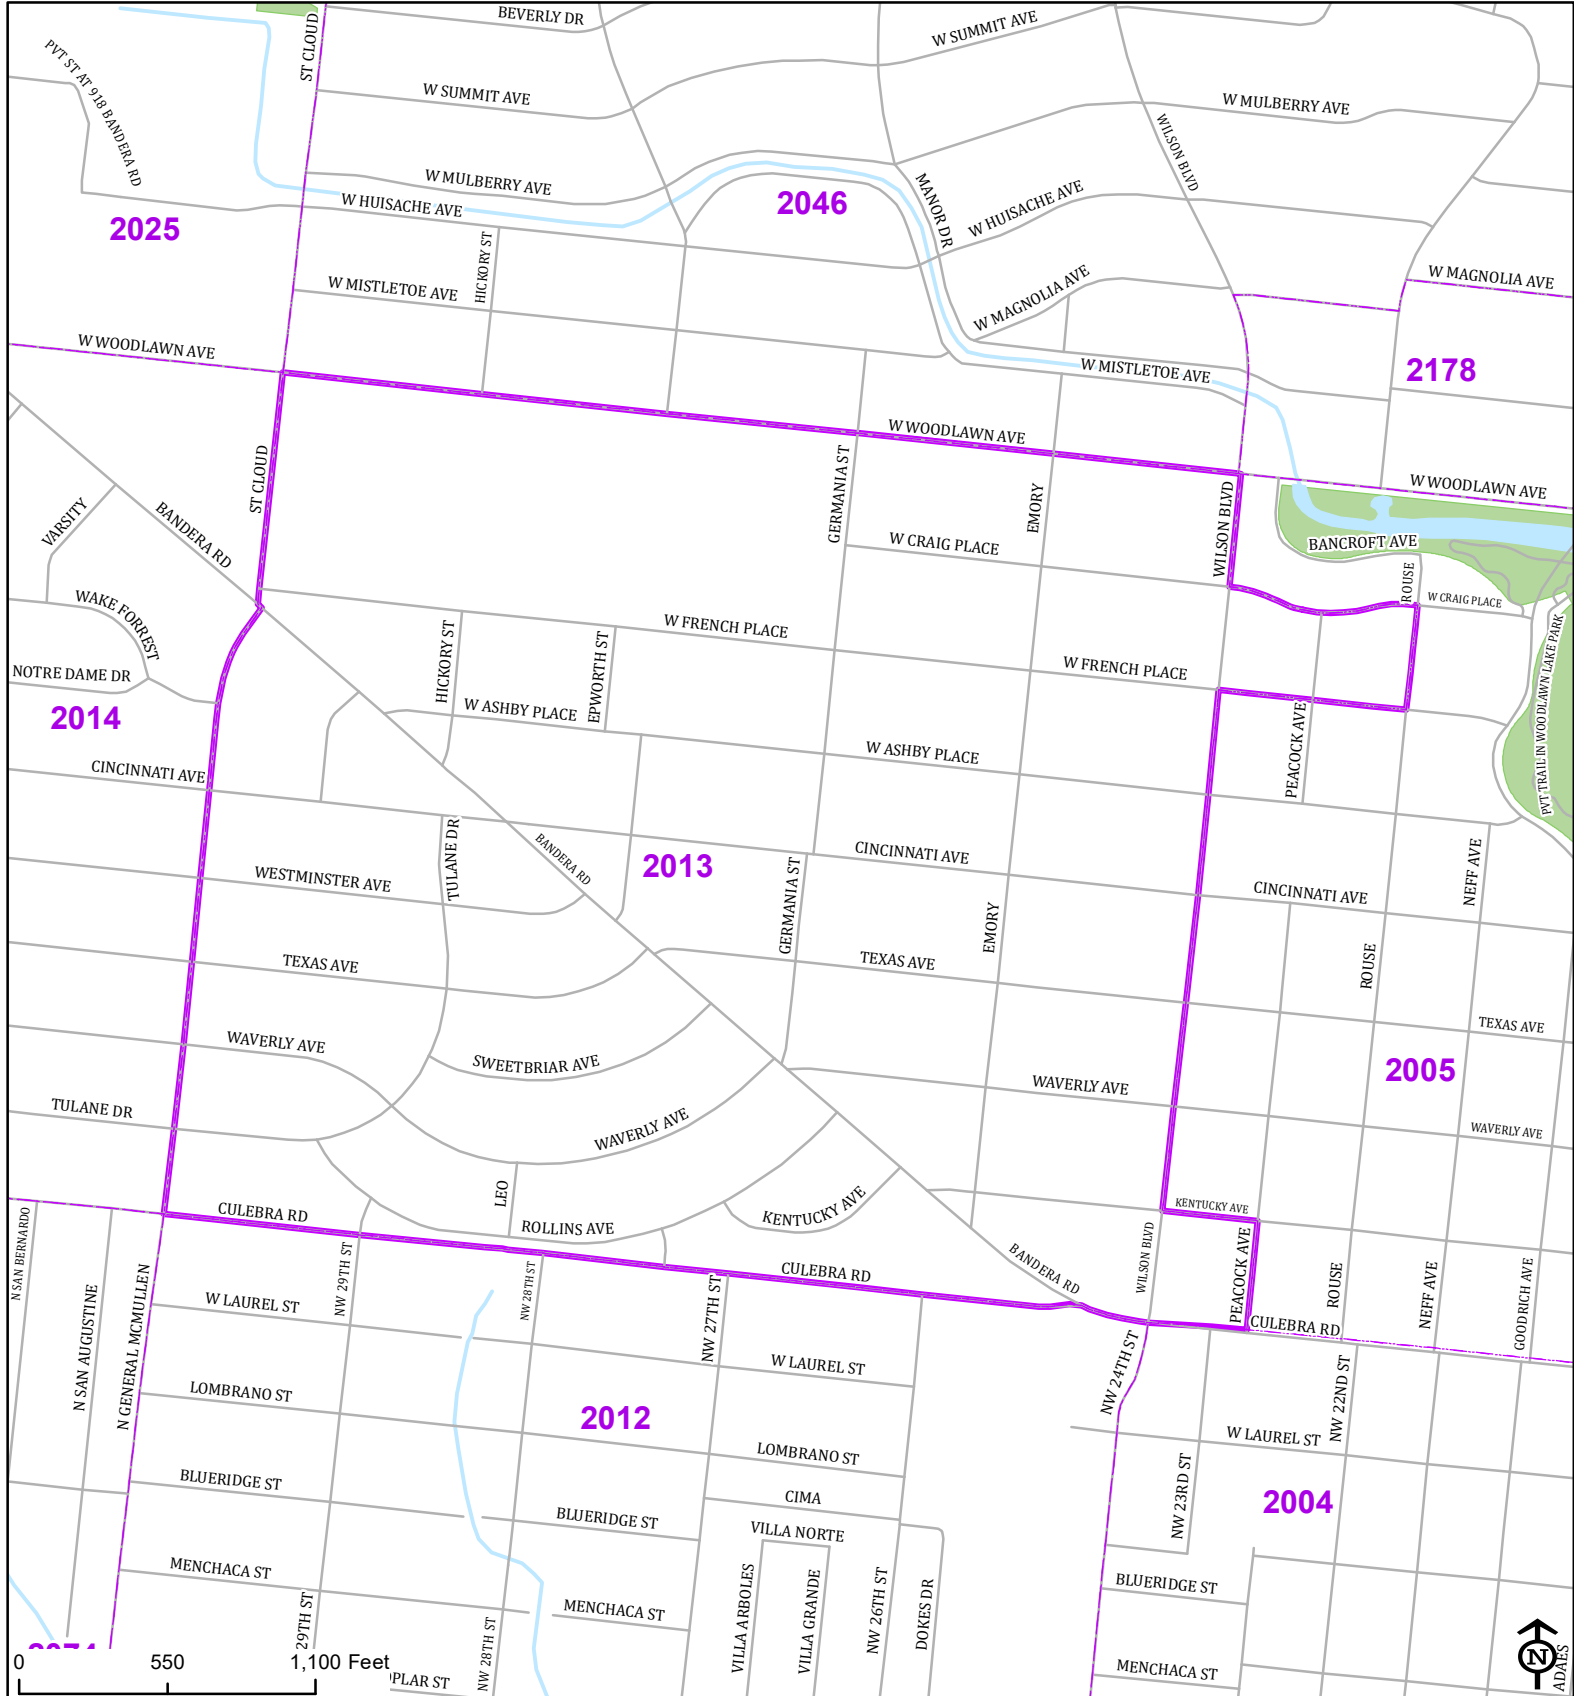 BEVERLY DR
W SUMMIT AVE
ST CLOUD
PVT ST AT 918 BANDERA RD
W SUMMIT AVE
W MULBERRY AVE
WILSON BLVD
W MULBERRY AVE
W HUISACHE AVE
2046
MANOR DR
W HUISACHE AVE
2025
HICKORY ST
W MISTLETOE AVE
W MAGNOLIA AVE
W MAGNOLIA AVE
W WOODLAWN AVE
W MISTLETOE AVE
2178
W WOODLAWN AVE
W WOODLAWN AVE
ST CLOUD
GERMANIA ST
EMORY
WILSON BLVD
VARSITY
BANDERA RD
W CRAIG PLACE
BANCROFT AVE
ROUSE
W CRAIG PLACE
WAKE FORREST
W FRENCH PLACE
HICKORY ST
EPWORTH ST
W FRENCH PLACE
PVT TRAIL IN WOODLAWN LAKE PARK
NOTRE DAME DR
2014
W ASHBY PLACE
W ASHBY PLACE
PEACOCK AVE
CINCINNATI AVE
TULANE DR
BANDERA RD
2013
CINCINNATI AVE
WESTMINSTER AVE
GERMANIA ST
EMORY
CINCINNATI AVE
NEFF AVE
TEXAS AVE
TEXAS AVE
ROUSE
TEXAS AVE
WAVERLY AVE
SWEETBRIAR AVE
2005
WAVERLY AVE
TULANE DR
WAVERLY AVE
WAVERLY AVE
LEO
KENTUCKY AVE
KENTUCKY AVE
CULEBRA RD
ROLLINS AVE
N SAN BERNARDO
NW 29TH ST
NW 28TH ST
CULEBRA RD
BANDERA RD
WILSON BLVD
PEACOCK AVE
ROUSE
NEFF AVE
GOODRICH AVE
CULEBRA RD
N SAN AUGUSTINE
N GENERAL MCMULLEN
W LAUREL ST
NW 27TH ST
W LAUREL ST
NW 24TH ST
NW 22ND ST
LOMBRANO ST
2012
W LAUREL ST
LOMBRANO ST
BLUERIDGE ST
CIMA
NW 23RD ST
2004
BLUERIDGE ST
VILLA NORTE
MENCHACA ST
VILLA ARBOLES
VILLA GRANDE
NW 26TH ST
DOKES DR
BLUERIDGE ST
MENCHACA ST
29TH ST
NW 28TH ST
2074
0 550 1,100 Feet
PLAR ST
MENCHACA ST
N
ADAES